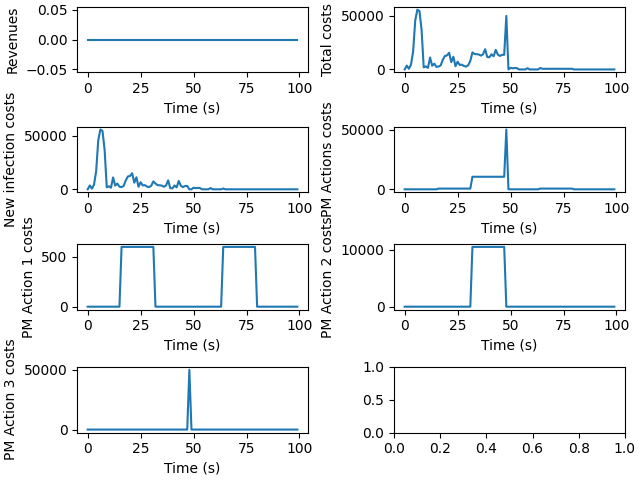 Revenues
0.05
0.00
−0.05
0 25 50 75 100
Time (s)
Total costs
50000
0
0 25 50 75 100
Time (s)
New infection costs
50000
0
0 25 50 75 100
Time (s)
PM Actions costs
50000
0
0 25 50 75 100
Time (s)
PM Action 1 costs
500
0
0 25 50 75 100
Time (s)
PM Action 2 costs
10000
0
0 25 50 75 100
Time (s)
PM Action 3 costs
50000
0
0 25 50 75 100
Time (s)
1.0
0.5
0.0
0.0 0.2 0.4 0.6 0.8 1.0